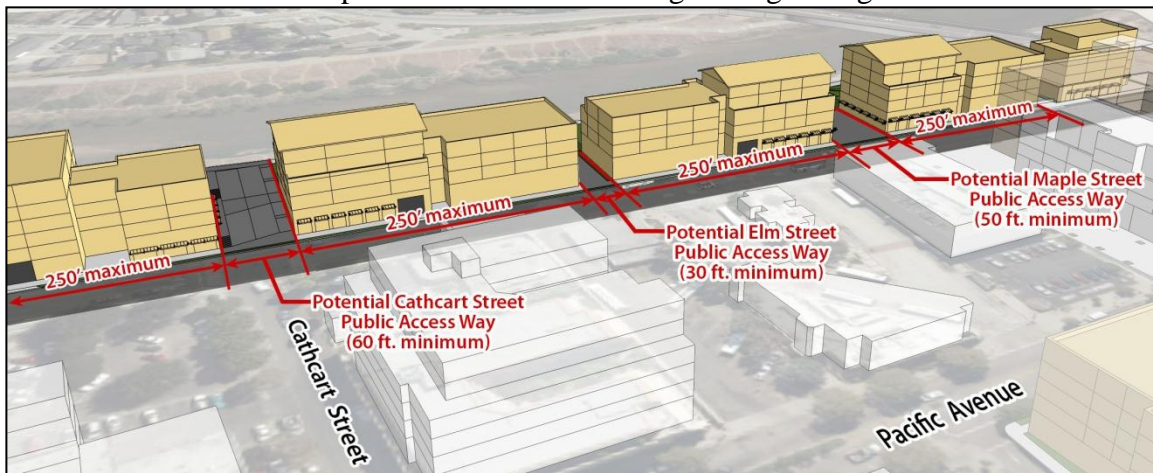 250' maximum
250' maximum
250' maximum
250' maximum
Potential Maple Street
Public Access Way
(50 ft. minimum)
Potential Elm Street
Public Access Way
(30 ft. minimum)
Potential Cathcart Street
Public Access Way
(60 ft. minimum)
Cathcart Street
Pacific Avenue